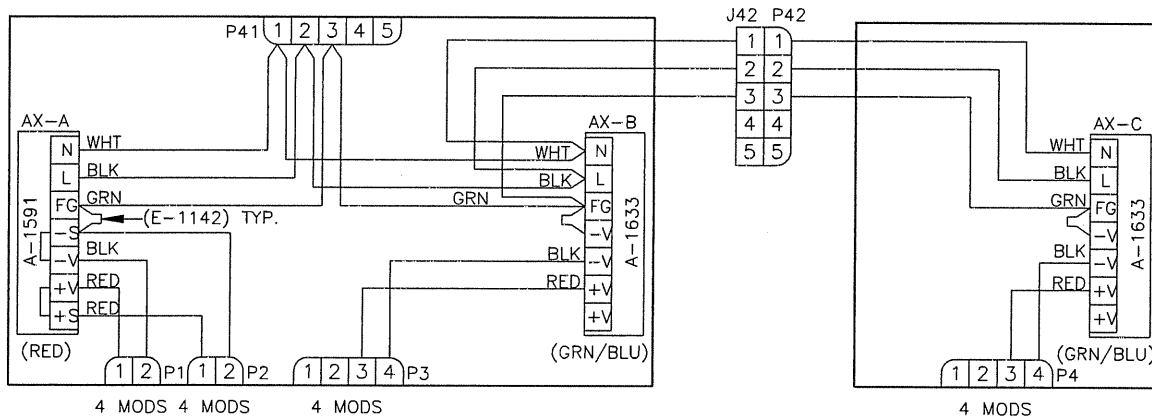 P41 1 2 3 4 5
J42 P42
1 1
2 2
3 3
4 4
5 5
AX-A
A-1591
N WHT
L BLK
FG GRN
(E-1142) TYP.
-S
-V BLK
+V RED
+S RED
(RED)
AX-B
A-1633
WHT N
BLK L
GRN FG
-V
BLK -V
RED +V
+V
(GRN/BLU)
AX-C
A-1633
WHT N
BLK L
GRN FG
-V
BLK -V
RED +V
+V
(GRN/BLU)
1 2 P1 1 2 P2 1 2 3 4 P3
1 2 3 4 P4
4 MODS 4 MODS 4 MODS
4 MODS